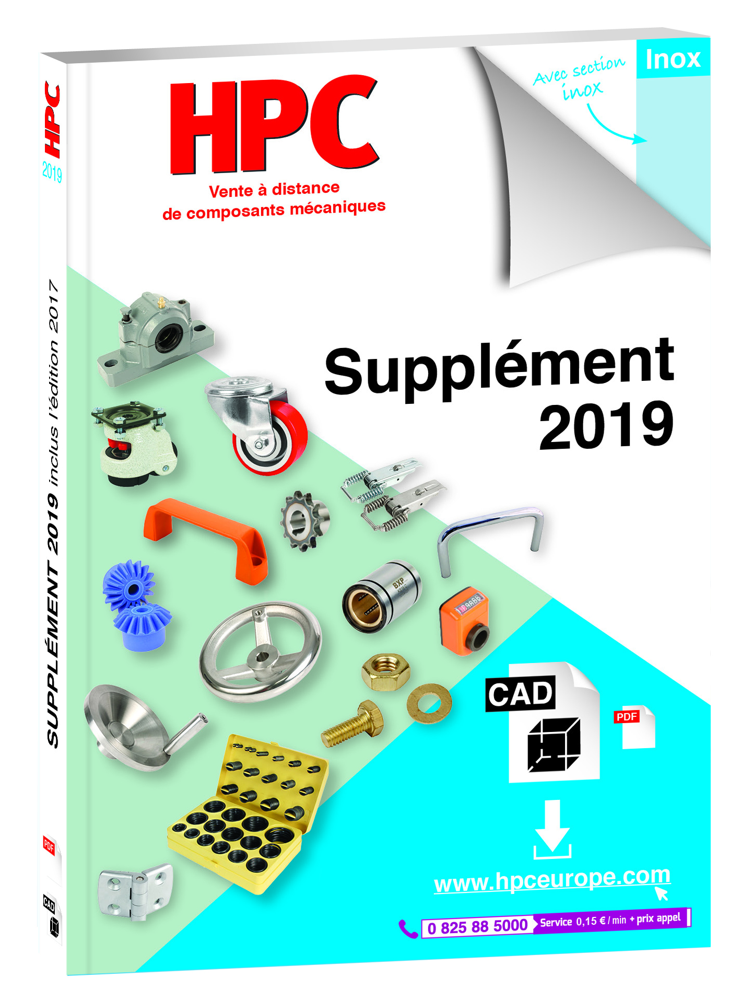 HPC
2019
SUPPLÉMENT 2019 inclus l'édition 2017
PDF
CAD
HPC
Vente à distance
de composants mécaniques
Avec section
inox
Inox
Supplément
2019
BXP
CAD
PDF
www.hpceurope.com
0 825 88 5000 Service 0,15 € / min + prix appel